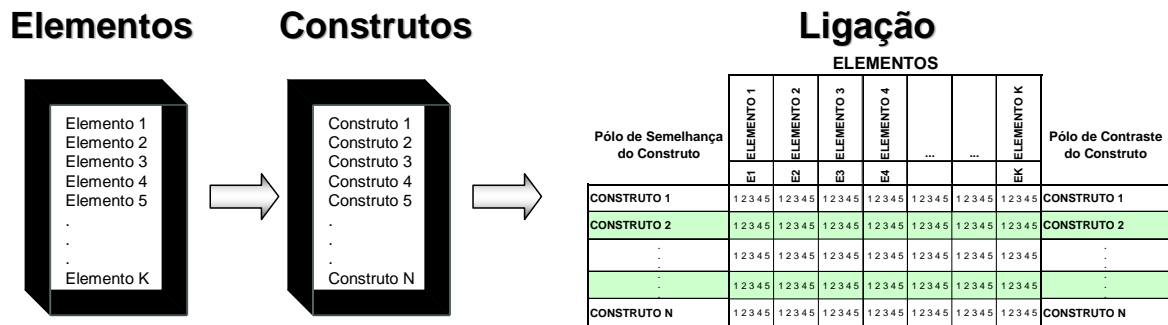 Elementos
Construtos
Ligação
Elemento 1
Elemento 2
Elemento 3
Elemento 4
Elemento 5
.
.
.
Elemento K
Construto 1
Construto 2
Construto 3
Construto 4
Construto 5
.
.
.
Construto N
ELEMENTOS
Pólo de Semelhança
do Construto
ELEMENTO 1
ELEMENTO 2
ELEMENTO 3
ELEMENTO 4
...
...
ELEMENTO K
Pólo de Contraste
do Construto
E1 E2 E3 E4 EK
CONSTRUTO 1 1 2 3 4 5 1 2 3 4 5 1 2 3 4 5 1 2 3 4 5 1 2 3 4 5 1 2 3 4 5 1 2 3 4 5 CONSTRUTO 1
CONSTRUTO 2 1 2 3 4 5 1 2 3 4 5 1 2 3 4 5 1 2 3 4 5 1 2 3 4 5 1 2 3 4 5 1 2 3 4 5 CONSTRUTO 2
. . . 1 2 3 4 5 1 2 3 4 5 1 2 3 4 5 1 2 3 4 5 1 2 3 4 5 1 2 3 4 5 1 2 3 4 5 . . .
. . . 1 2 3 4 5 1 2 3 4 5 1 2 3 4 5 1 2 3 4 5 1 2 3 4 5 1 2 3 4 5 1 2 3 4 5 . . .
CONSTRUTO N 1 2 3 4 5 1 2 3 4 5 1 2 3 4 5 1 2 3 4 5 1 2 3 4 5 1 2 3 4 5 1 2 3 4 5 CONSTRUTO N